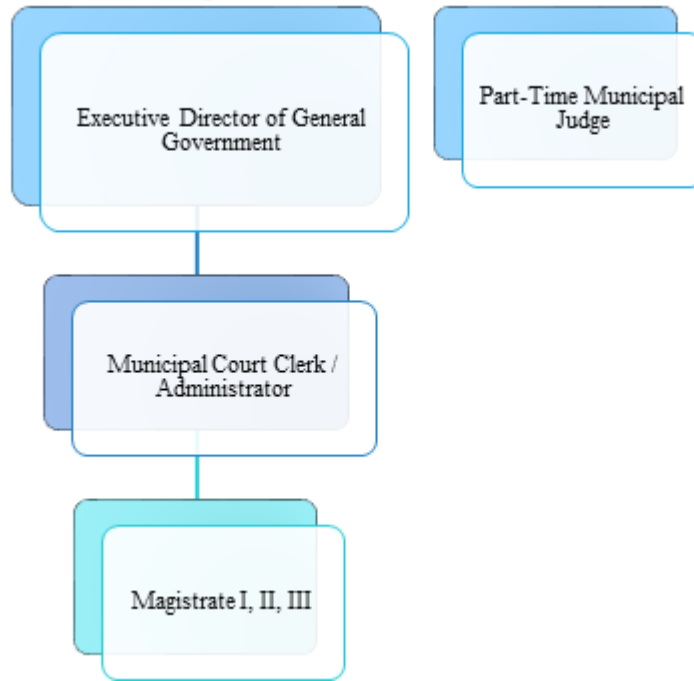 Executive Director of General
Government
Part-Time Municipal
Judge
Municipal Court Clerk /
Administrator
Magistrate I, II, III